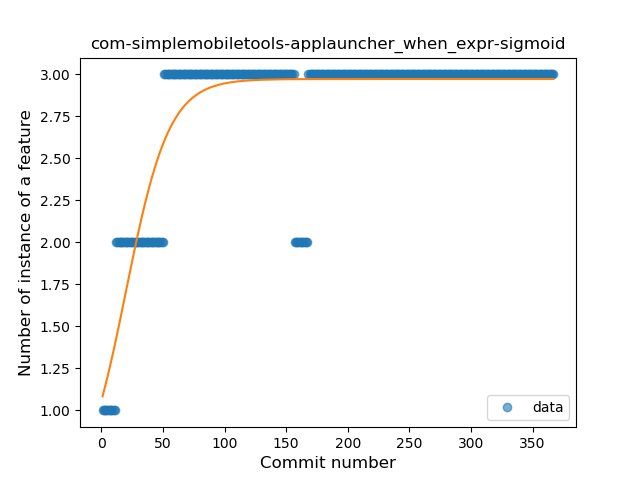 com-simplemobiletools-applauncher_when_expr-sigmoid
Number of instance of a feature
3.00
2.75
2.50
2.25
2.00
1.75
1.50
1.25
1.00
data
0 50 100 150 200 250 300 350
Commit number